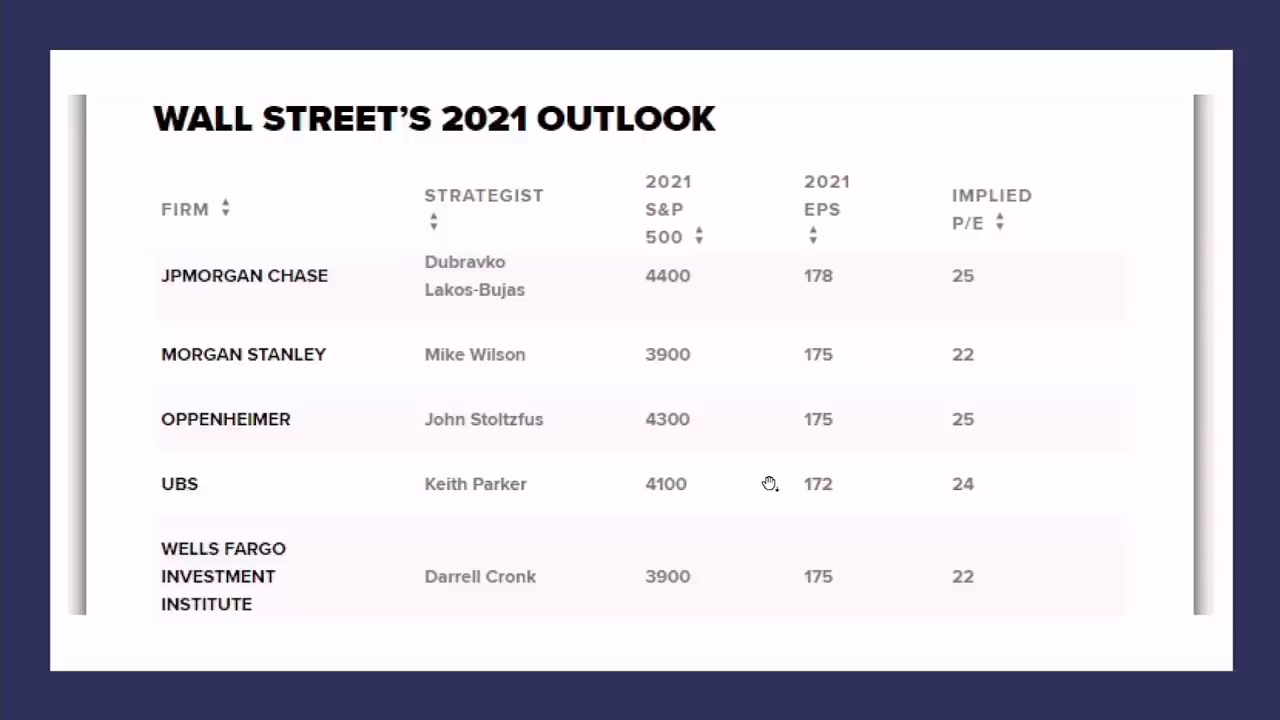 WALL STREET’S 2021 OUTLOOK
FIRM
STRATEGIST
2021
S&P
500
2021
EPS
IMPLIED
P/E
JPMORGAN CHASE
Dubravko
Lakos-Bujas
4400
178
25
MORGAN STANLEY
Mike Wilson
3900
175
22
OPPENHEIMER
John Stoltzfus
4300
175
25
UBS
Keith Parker
4100
172
24
WELLS FARGO
INVESTMENT
INSTITUTE
Darrell Cronk
3900
175
22